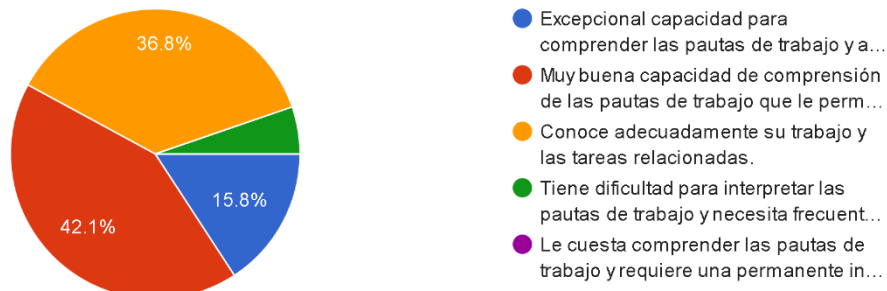 36.8%
15.8%
42.1%
Excepcional capacidad para
comprender las pautas de trabajo y a...
Muy buena capacidad de comprensión
de las pautas de trabajo que le perm...
Conoce adecuadamente su trabajo y
las tareas relacionadas.
Tiene dificultad para interpretar las
pautas de trabajo y necesita frecuent...
Le cuesta comprender las pautas de
trabajo y requiere una permanente in...